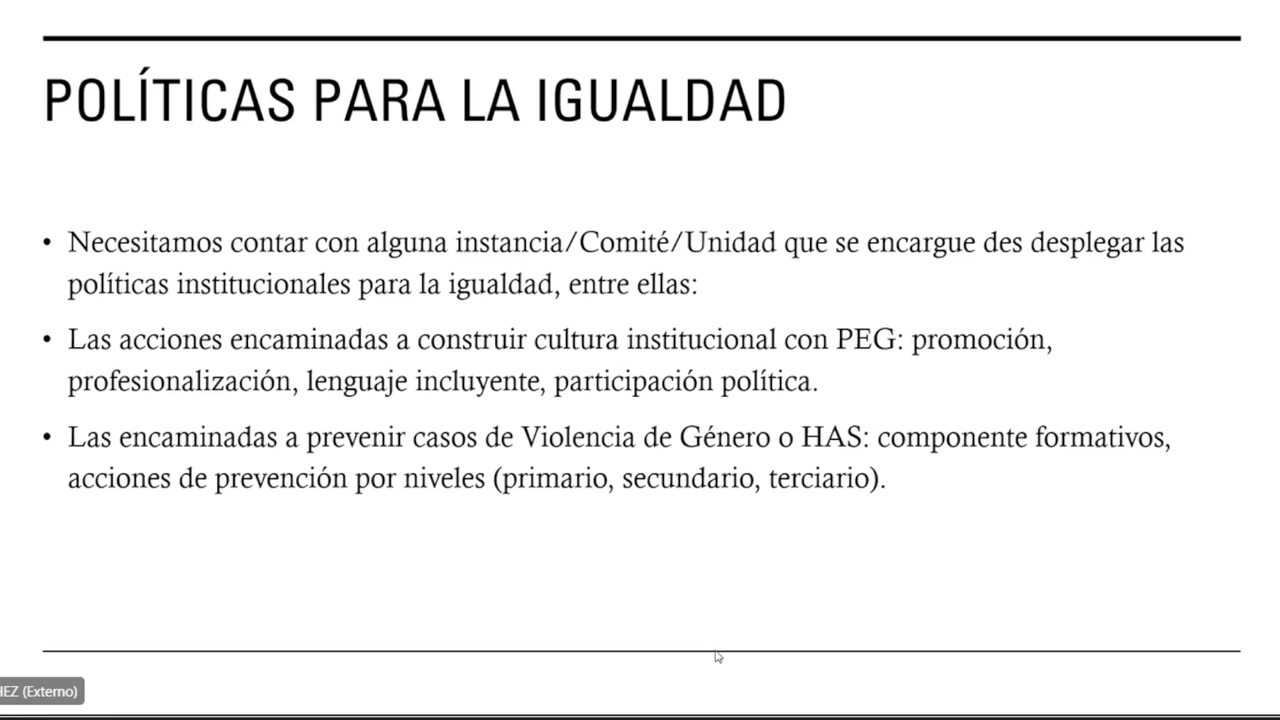 POLÍTICAS PARA LA IGUALDAD
• Necesitamos contar con alguna instancia/Comité/Unidad que se encargue des desplegar las
políticas institucionales para la igualdad, entre ellas:
• Las acciones encaminadas a construir cultura institucional con PEG: promoción,
profesionalización, lenguaje incluyente, participación política.
• Las encaminadas a prevenir casos de Violencia de Género o HAS: componente formativos,
acciones de prevención por niveles (primario, secundario, terciario).
HEZ (Externo)